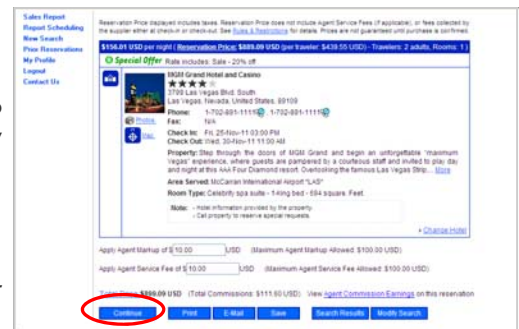 Sales Report
Report Scheduling
New Search
Prior Reservations
My Profile
Logout
Contact Us
Reservation Price displayed includes taxes. Reservation Price does not include Agent Service Fees (if applicable), or fees collected by
the supplier either at check-in or check-out. See Rules & Restrictions for details. Prices are not guaranteed until purchase is confirmed.
$156.01 USD per night ( Reservation Price: $889.09 USD (per traveler: $439.55 USD) - Travelers: 2 adults, Rooms: 1 )
Special Offer Rate includes: Sale - 20% off
MGM Grand Hotel and Casino
3799 Las Vegas Blvd. South
Las Vegas, Nevada, United States, 89109
Phone: 1-702-891-1111 , 1-702-891-1111
Photos Fax: N/A
Map Check In: Fri, 25-Nov-11 03:00 PM
Check Out: Wed, 30-Nov-11 11:00 AM
Property: Step through the doors of MGM Grand and begin an unforgettable "maximum
Vegas" experience, where guests are pampered by a courteous staff and invited to play day
and night at this AAA Four Diamond resort. Overlooking the famous Las Vegas Strip,... More
Area Served: McCarran International Airport "LAS"
Room Type: Celebrity spa suite - 1-king bed - 694 square. Feet.
Note: - Hotel information provided by the property.
- Call property to reserve special requests.
Change Hotel
Apply Agent Markup of $ 10.00 USD (Maximum Agent Markup Allowed: $100.00 USD)
Apply Agent Service Fee of $ 10.00 USD (Maximum Agent Service Fee Allowed: $100.00 USD)
Total Price: $899.09 USD (Total Commissions: $111.60 USD) View Agent Commission Earnings on this reservation
Continue Print E-Mail Save Search Results Modify Search